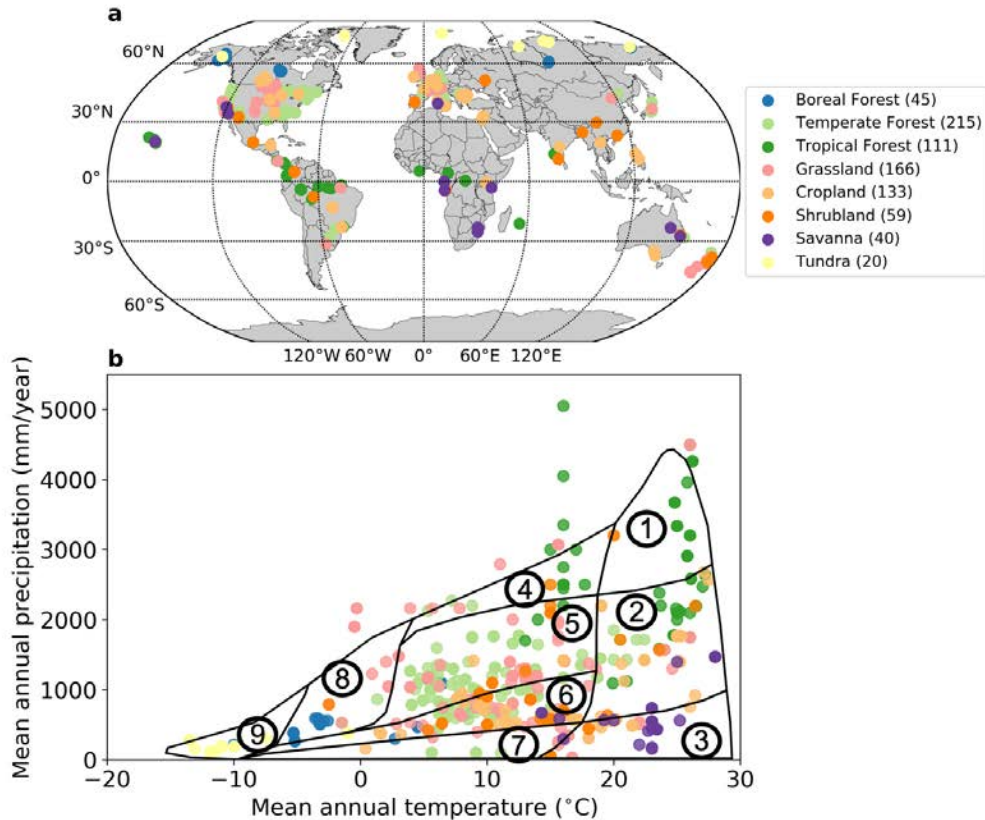 a
60°N
30°N
0°
30°S
60°S
120°W 60°W 0° 60°E 120°E
Boreal Forest (45)
Temperate Forest (215)
Tropical Forest (111)
Grassland (166)
Cropland (133)
Shrubland (59)
Savanna (40)
Tundra (20)
b
Mean annual precipitation (mm/year)
5000
4000
3000
2000
1000
0
1
4
2
5
8
6
9
7
3
−20 −10 0 10 20 30
Mean annual temperature (°C)